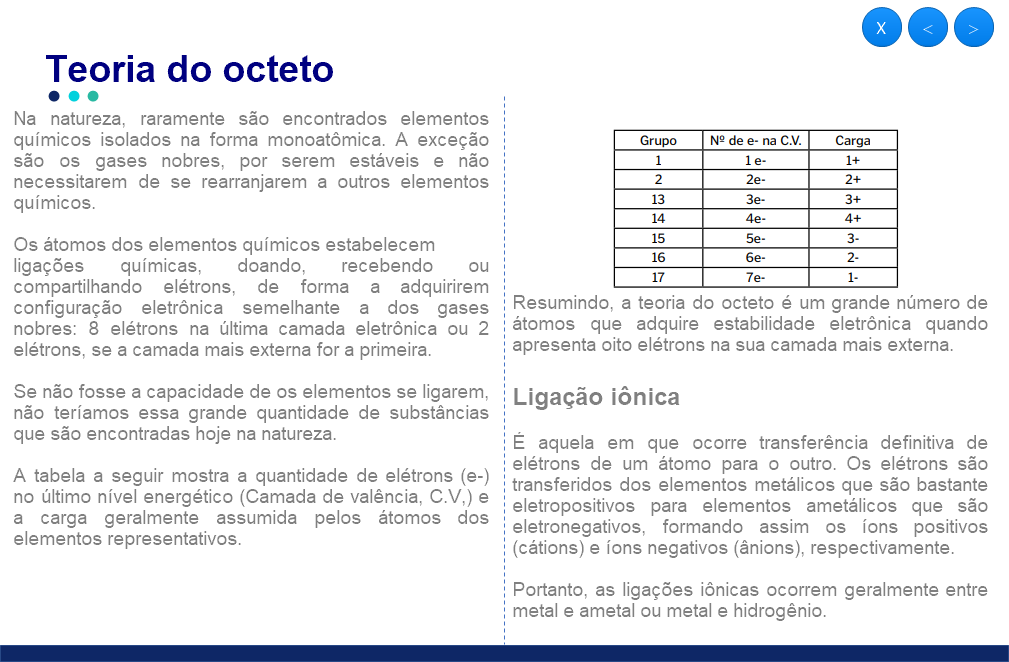 X < >
Teoria do octeto
Na natureza, raramente são encontrados elementos
químicos isolados na forma monoatômica. A exceção
são os gases nobres, por serem estáveis e não
necessitarem de se rearranjarem a outros elementos
químicos.
Os átomos dos elementos químicos estabelecem
ligações químicas, doando, recebendo ou
compartilhando elétrons, de forma a adquirirem
configuração eletrônica semelhante a dos gases
nobres: 8 elétrons na última camada eletrônica ou 2
elétrons, se a camada mais externa for a primeira.
Se não fosse a capacidade de os elementos se ligarem,
não teríamos essa grande quantidade de substâncias
que são encontradas hoje na natureza.
A tabela a seguir mostra a quantidade de elétrons (e-)
no último nível energético (Camada de valência, C.V,) e
a carga geralmente assumida pelos átomos dos
elementos representativos.
Grupo Nº de e- na C.V. Carga
1 1 e- 1+
2 2e- 2+
13 3e- 3+
14 4e- 4+
15 5e- 3-
16 6e- 2-
17 7e- 1-
Resumindo, a teoria do octeto é um grande número de
átomos que adquire estabilidade eletrônica quando
apresenta oito elétrons na sua camada mais externa.
Ligação iônica
É aquela em que ocorre transferência definitiva de
elétrons de um átomo para o outro. Os elétrons são
transferidos dos elementos metálicos que são bastante
eletropositivos para elementos ametálicos que são
eletronegativos, formando assim os íons positivos
(cátions) e íons negativos (ânions), respectivamente.
Portanto, as ligações iônicas ocorrem geralmente entre
metal e ametal ou metal e hidrogênio.